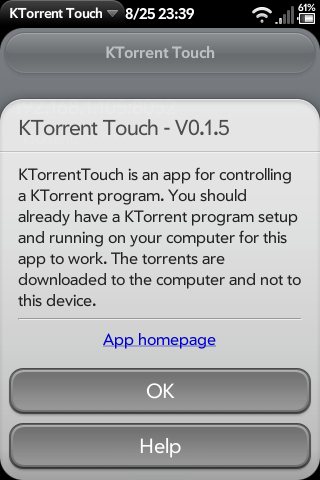 KTorrent Touch 8/25 23:39 61%
KTorrent Touch
KTorrent Touch - V0.1.5
KTorrentTouch is an app for controlling
a KTorrent program. You should
already have a KTorrent program setup
and running on your computer for this
app to work. The torrents are
downloaded to the computer and not to
this device.
App homepage
OK
Help